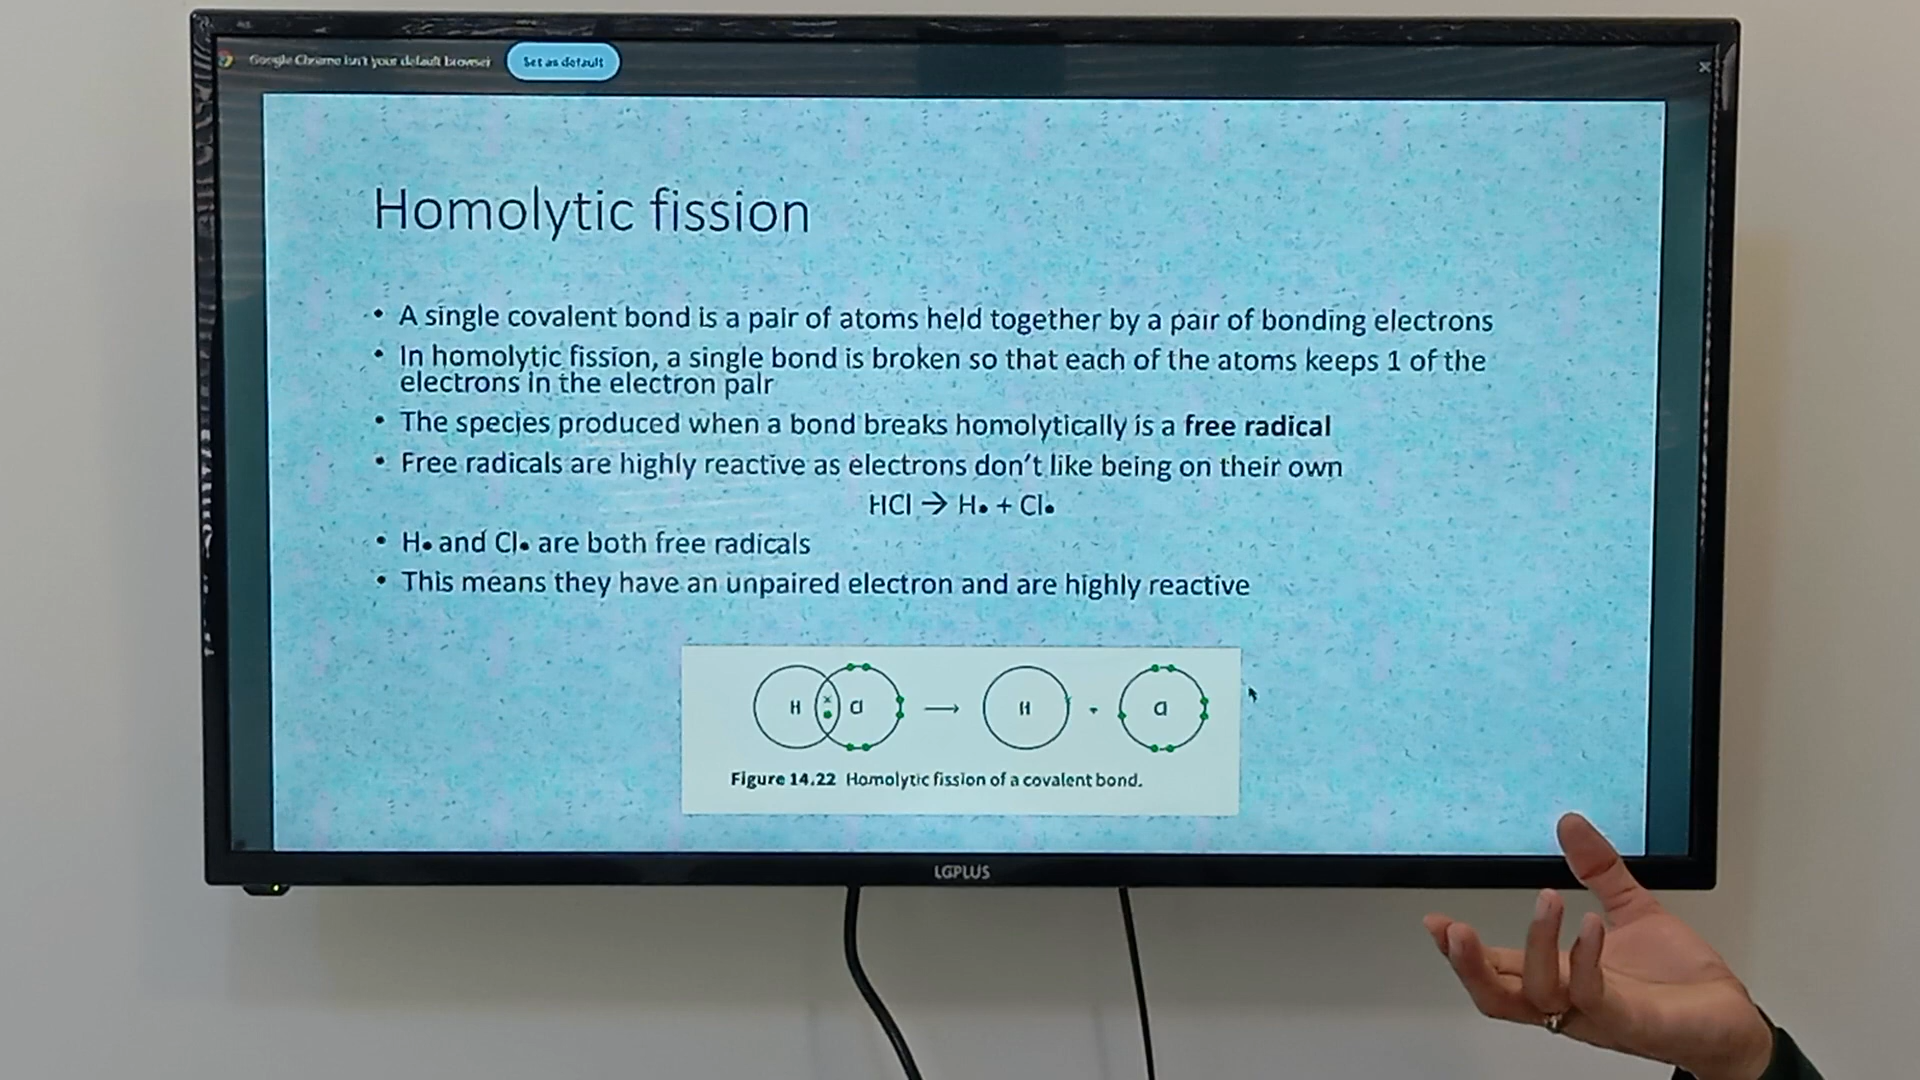 Google Chrome isn't your default browser
Set as default
Homolytic fission
• A single covalent bond is a pair of atoms held together by a pair of bonding electrons
• In homolytic fission, a single bond is broken so that each of the atoms keeps 1 of the
electrons in the electron pair
• The species produced when a bond breaks homolytically is a free radical
• Free radicals are highly reactive as electrons don't like being on their own
HCl → H• + Cl•
• H• and Cl• are both free radicals
• This means they have an unpaired electron and are highly reactive
H Cl → H + Cl
Figure 14.22 Homolytic fission of a covalent bond.
LGPLUS